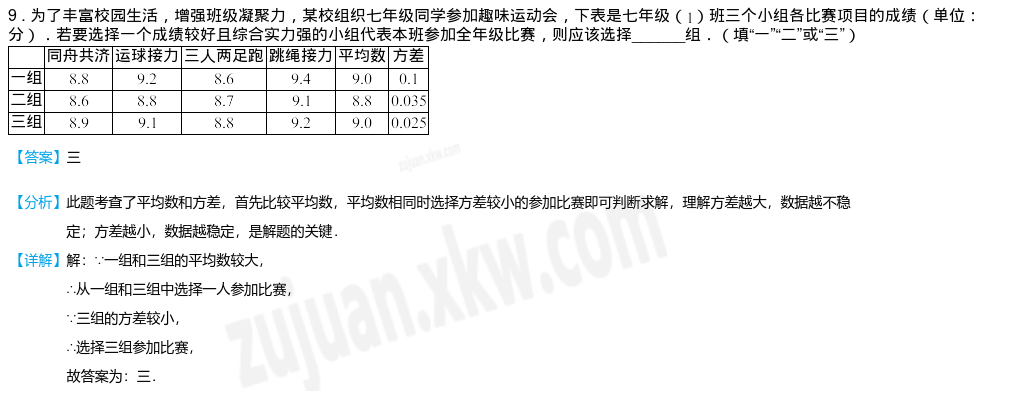 9．为了丰富校园生活，增强班级凝聚力，某校组织七年级同学参加趣味运动会，下表是七年级（1）班三个小组各比赛项目的成绩（单位：
分）．若要选择一个成绩较好且综合实力强的小组代表本班参加全年级比赛，则应该选择______组．（填“一”“二”或“三”）
同舟共济 运球接力 三人两足跑 跳绳接力 平均数 方差
一组 8.8 9.2 8.6 9.4 9.0 0.1
二组 8.6 8.8 8.7 9.1 8.8 0.035
三组 8.9 9.1 8.8 9.2 9.0 0.025
【答案】三
zujuan.xkw.com
【分析】此题考查了平均数和方差，首先比较平均数，平均数相同时选择方差较小的参加比赛即可判断求解，理解方差越大，数据越不稳
定；方差越小，数据越稳定，是解题的关键．
【详解】解：∵一组和三组的平均数较大，
∴从一组和三组中选择一人参加比赛，
∵三组的方差较小，
∴选择三组参加比赛，
故答案为：三．
zujuan.xkw.com